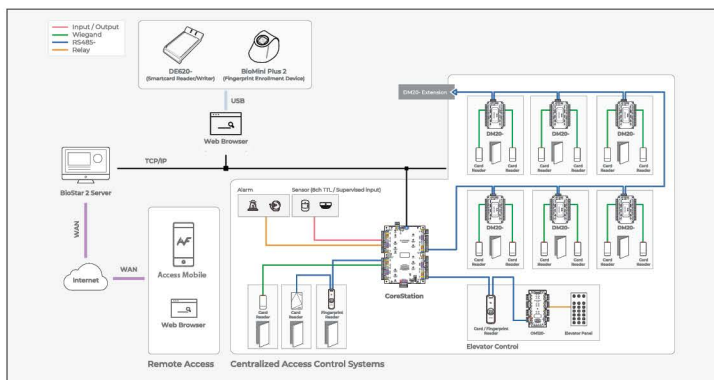 Input / Output
Wiegand
RS485-
Relay
DE620-
(Smartcard Reader/Writer)
BioMini Plus 2
(Fingerprint Enrollment Device)
USB
Web Browser
TCP/IP
BioStar 2 Server
WAN
Internet
WAN
Access Mobile
Web Browser
Remote Access
Alarm
Sensor (8ch TTL / Supervised Input)
CoreStation
Card
Reader
Card
Reader
Fingerprint
Reader
Centralized Access Control Systems
DM20- Extension
DM20-
Card
Reader
Card
Reader
DM20-
Card
Reader
Card
Reader
DM20-
Card
Reader
Card
Reader
DM20-
Card
Reader
Card
Reader
DM20-
Card
Reader
Card
Reader
DM20-
Card
Reader
Card
Reader
Card / Fingerprint
Reader
Elevator Panel
Elevator Control